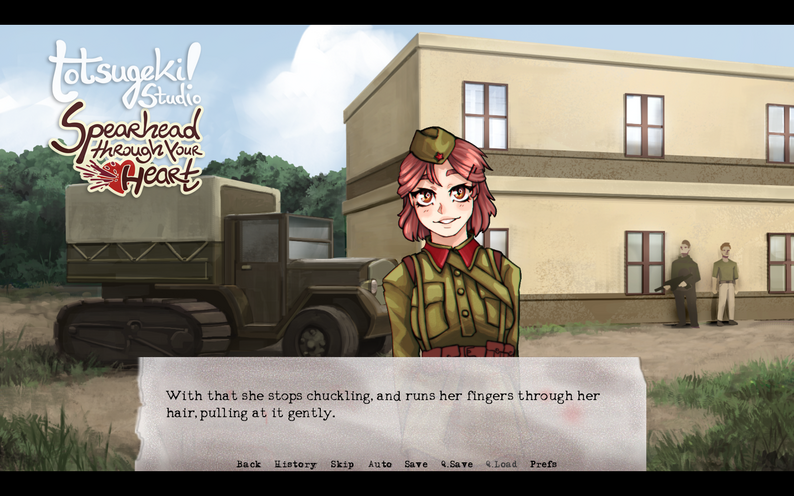 totsugeki!
Studio
Spearhead
through Your
Heart
With that she stops chuckling, and runs her fingers through her
hair, pulling at it gently.
Back History Skip Auto Save Q.Save Q.Load Prefs